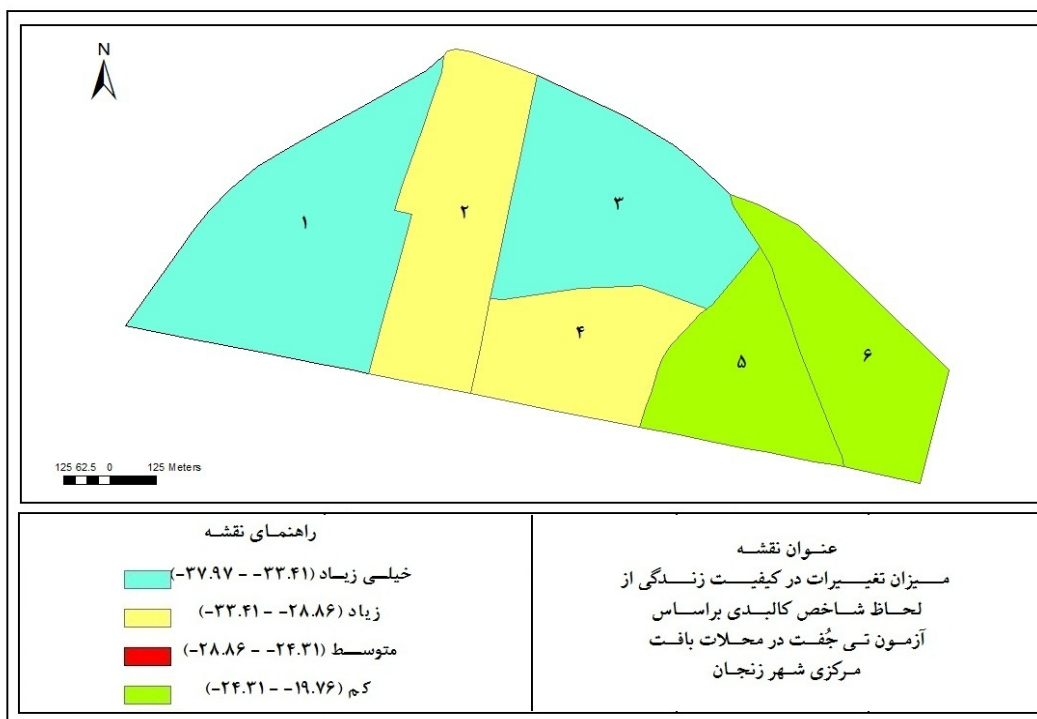 N
۱
۲
۳
۴
۵
۶
125 62.5 0 125 Meters
راهنمای نقشه
خیلی زیاد (-۳۷.۹۷ - -۳۳.۴۱)
زیاد (-۳۳.۴۱ - -۲۸.۸۶)
متوسط (-۲۸.۸۶ - -۲۴.۳۱)
کم (-۲۴.۳۱ - -۱۹.۷۶)
عنوان نقشه
میزان تغییرات در کیفیت زندگی از
لحاظ شاخص کالبدی براساس
آزمون تی جُفت در محلات بافت
مرکزی شهر زنجان